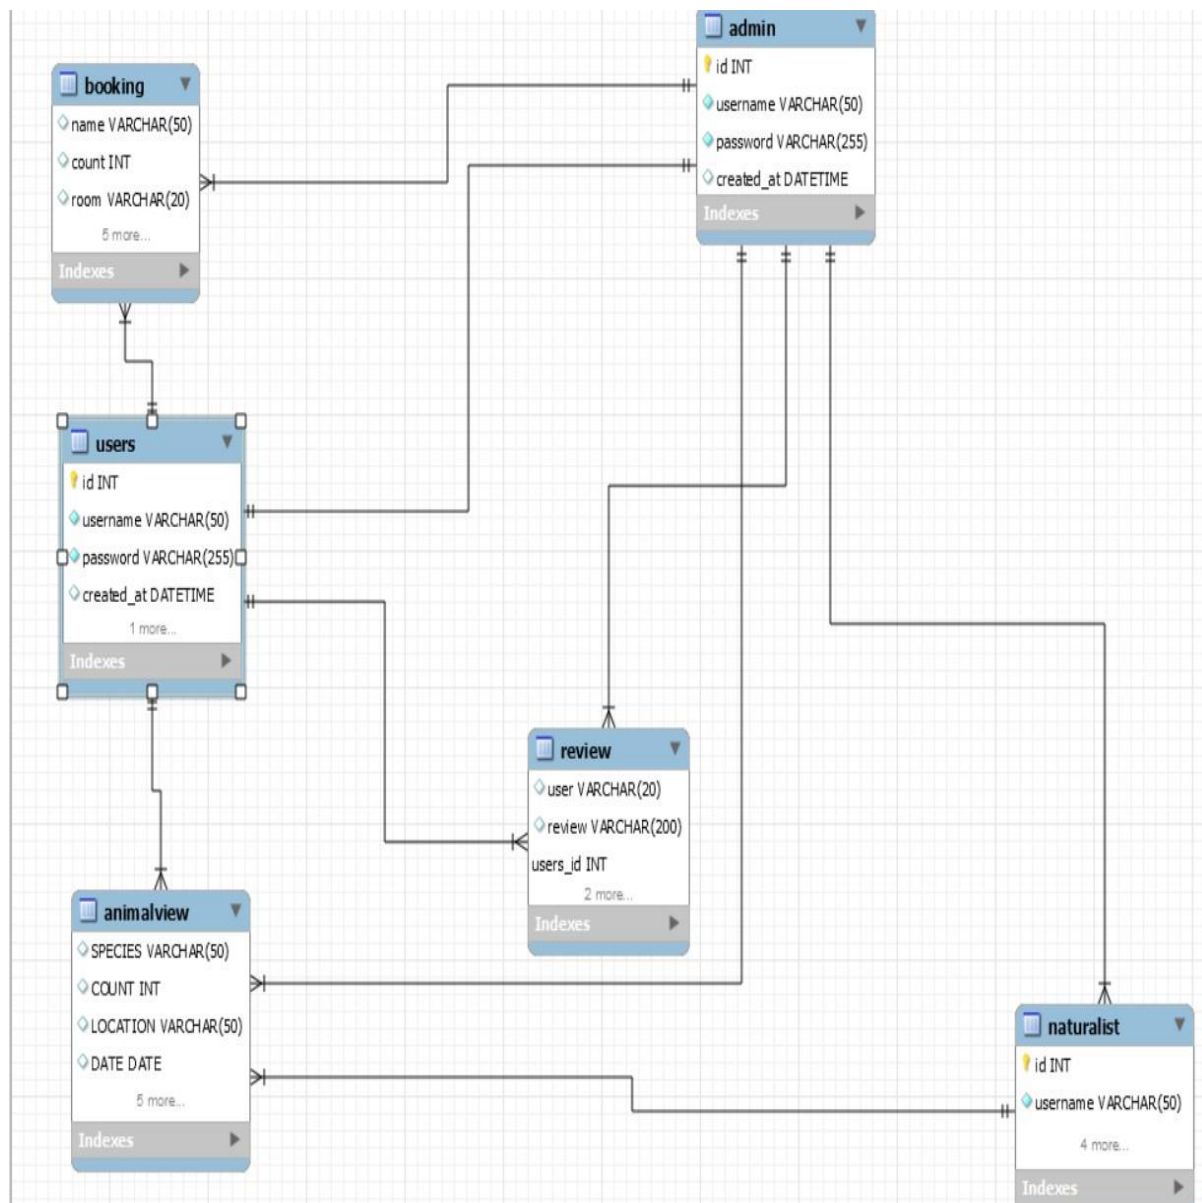 admin
id INT
username VARCHAR(50)
password VARCHAR(255)
created_at DATETIME
Indexes
booking
name VARCHAR(50)
count INT
room VARCHAR(20)
5 more...
Indexes
users
id INT
username VARCHAR(50)
password VARCHAR(255)
created_at DATETIME
1 more...
Indexes
review
user VARCHAR(20)
review VARCHAR(200)
users_id INT
2 more...
Indexes
animalview
SPECIES VARCHAR(50)
COUNT INT
LOCATION VARCHAR(50)
DATE DATE
5 more...
Indexes
naturalist
id INT
username VARCHAR(50)
4 more...
Indexes